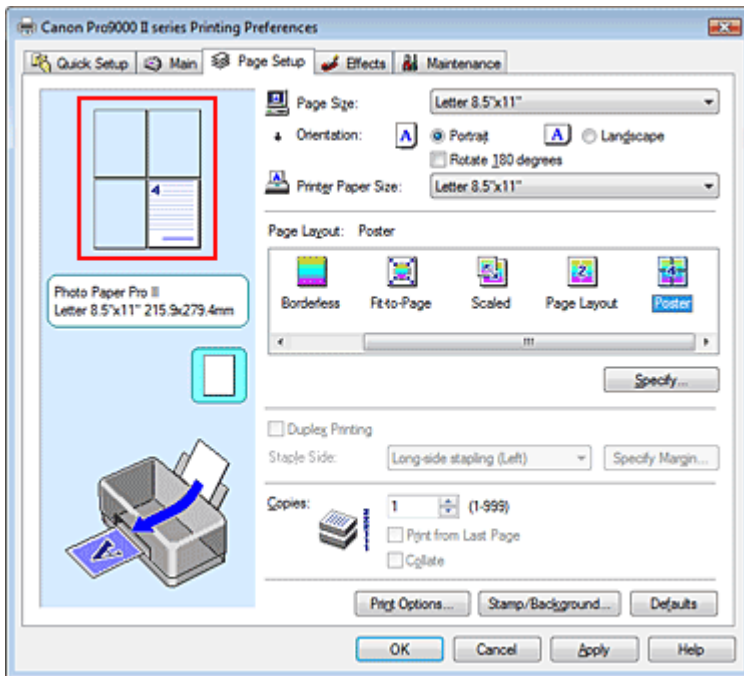 Canon Pro9000 II series Printing Preferences
Quick Setup Main Page Setup Effects Maintenance
Page Size: Letter 8.5"x11"
Orientation: A Portrait A Landscape
Rotate 180 degrees
Printer Paper Size: Letter 8.5"x11"
Page Layout: Poster
Borderless Fit-to-Page Scaled Page Layout Poster
4
Photo Paper Pro II
Letter 8.5"x11" 215.9x279.4mm
Specify...
Duplex Printing
Staple Side: Long-side stapling (Left) Specify Margin...
Copies: 1 (1-999)
Print from Last Page
Collate
Print Options... Stamp/Background... Defaults
OK Cancel Apply Help